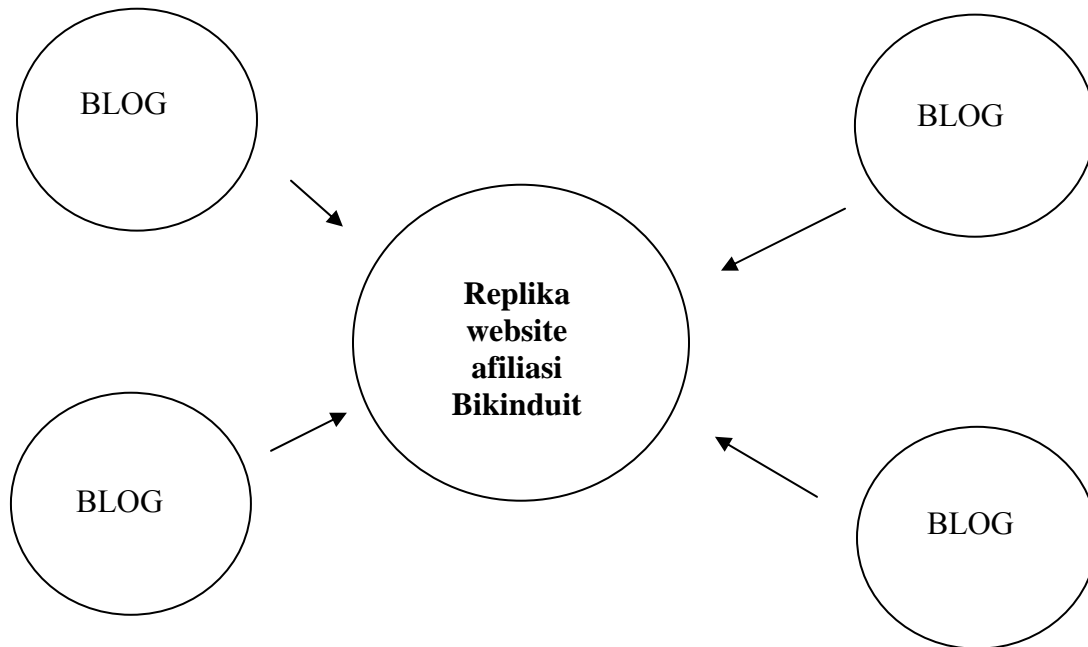 BLOG
BLOG
Replika
website
afiliasi
Bikinduit
BLOG
BLOG